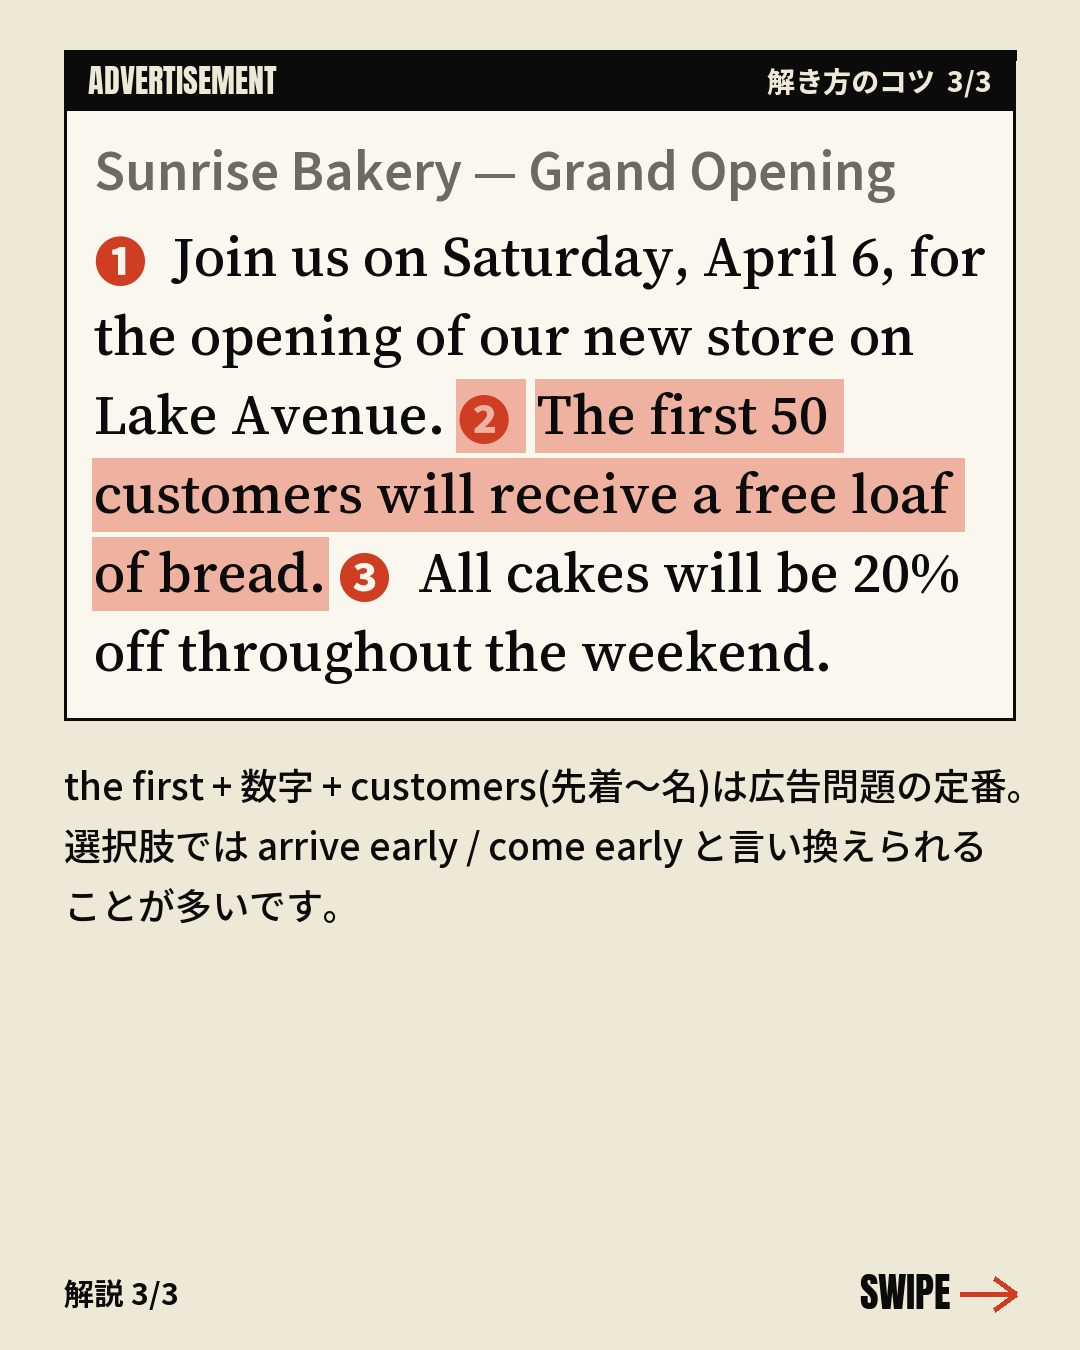 ADVERTISEMENT
解き方のコツ 3/3
Sunrise Bakery — Grand Opening
❶ Join us on Saturday, April 6, for
the opening of our new store on
Lake Avenue. ❷ The first 50
customers will receive a free loaf
of bread. ❸ All cakes will be 20%
off throughout the weekend.
the first + 数字 + customers(先着〜名)は広告問題の定番。
選択肢では arrive early / come early と言い換えられる
ことが多いです。
解説 3/3
SWIPE →